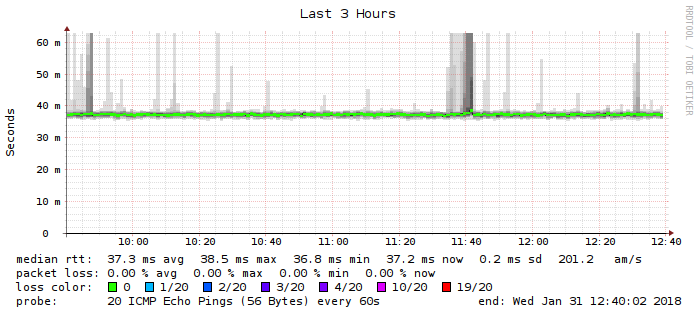 Last 3 Hours
RRDTOOL / TOBI OETIKER
Seconds
60 m
50 m
40 m
30 m
20 m
10 m
0
10:00 10:20 10:40 11:00 11:20 11:40 12:00 12:20 12:40
median rtt: 37.3 ms avg 38.5 ms max 36.8 ms min 37.2 ms now 0.2 ms sd 201.2 am/s
packet loss: 0.00 % avg 0.00 % max 0.00 % min 0.00 % now
loss color: 0 1/20 2/20 3/20 4/20 10/20 19/20
probe: 20 ICMP Echo Pings (56 Bytes) every 60s end: Wed Jan 31 12:40:02 2018